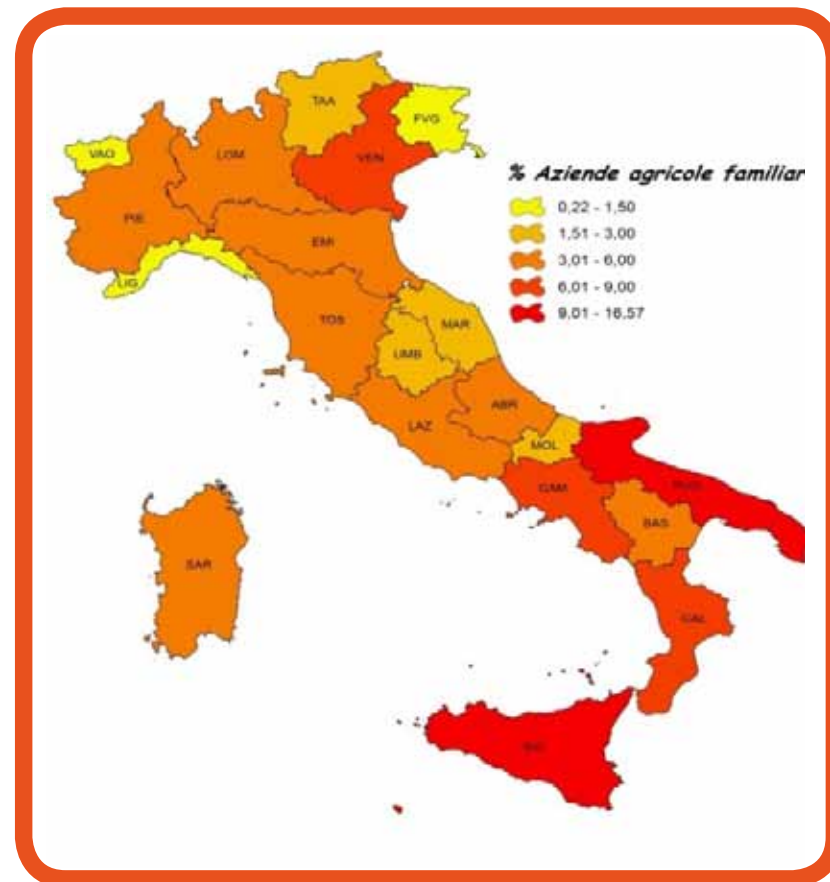 TAA
FVG
VAO
LOM
VEN
% Aziende agricole familiar
0,22 - 1,50
PIE
1,51 - 3,00
EMI
3,01 - 6,00
LIG
6,01 - 9,00
TOS
MAR
9,01 - 16,57
UMB
ABR
LAZ
MOL
CAM
BAS
SAR
CAL
SIC